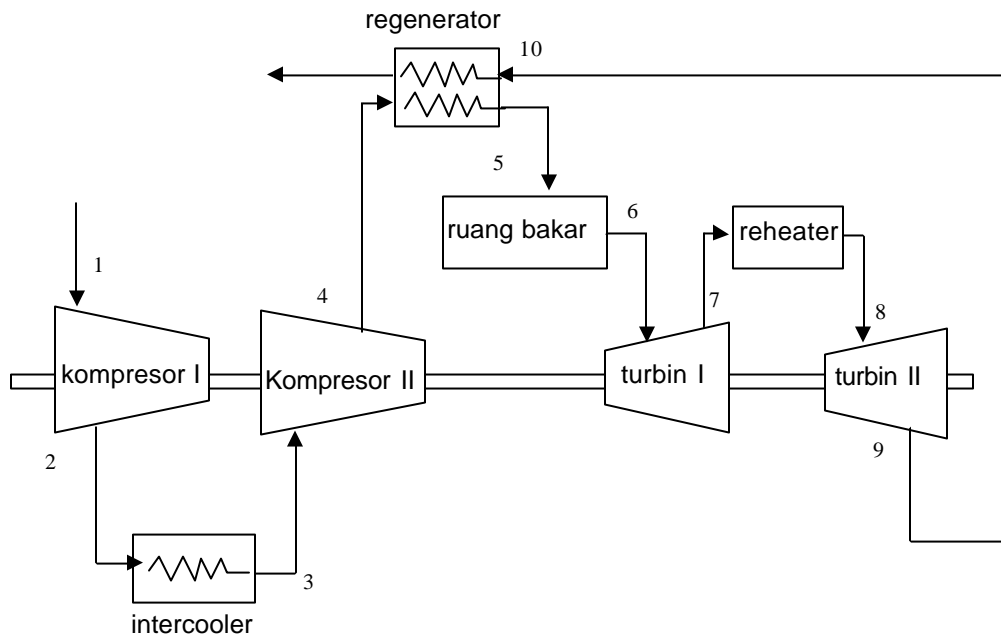 regenerator
10
5
ruang bakar
6
reheater
1
4
7
8
kompresor I
Kompresor II
turbin I
turbin II
2
9
3
intercooler